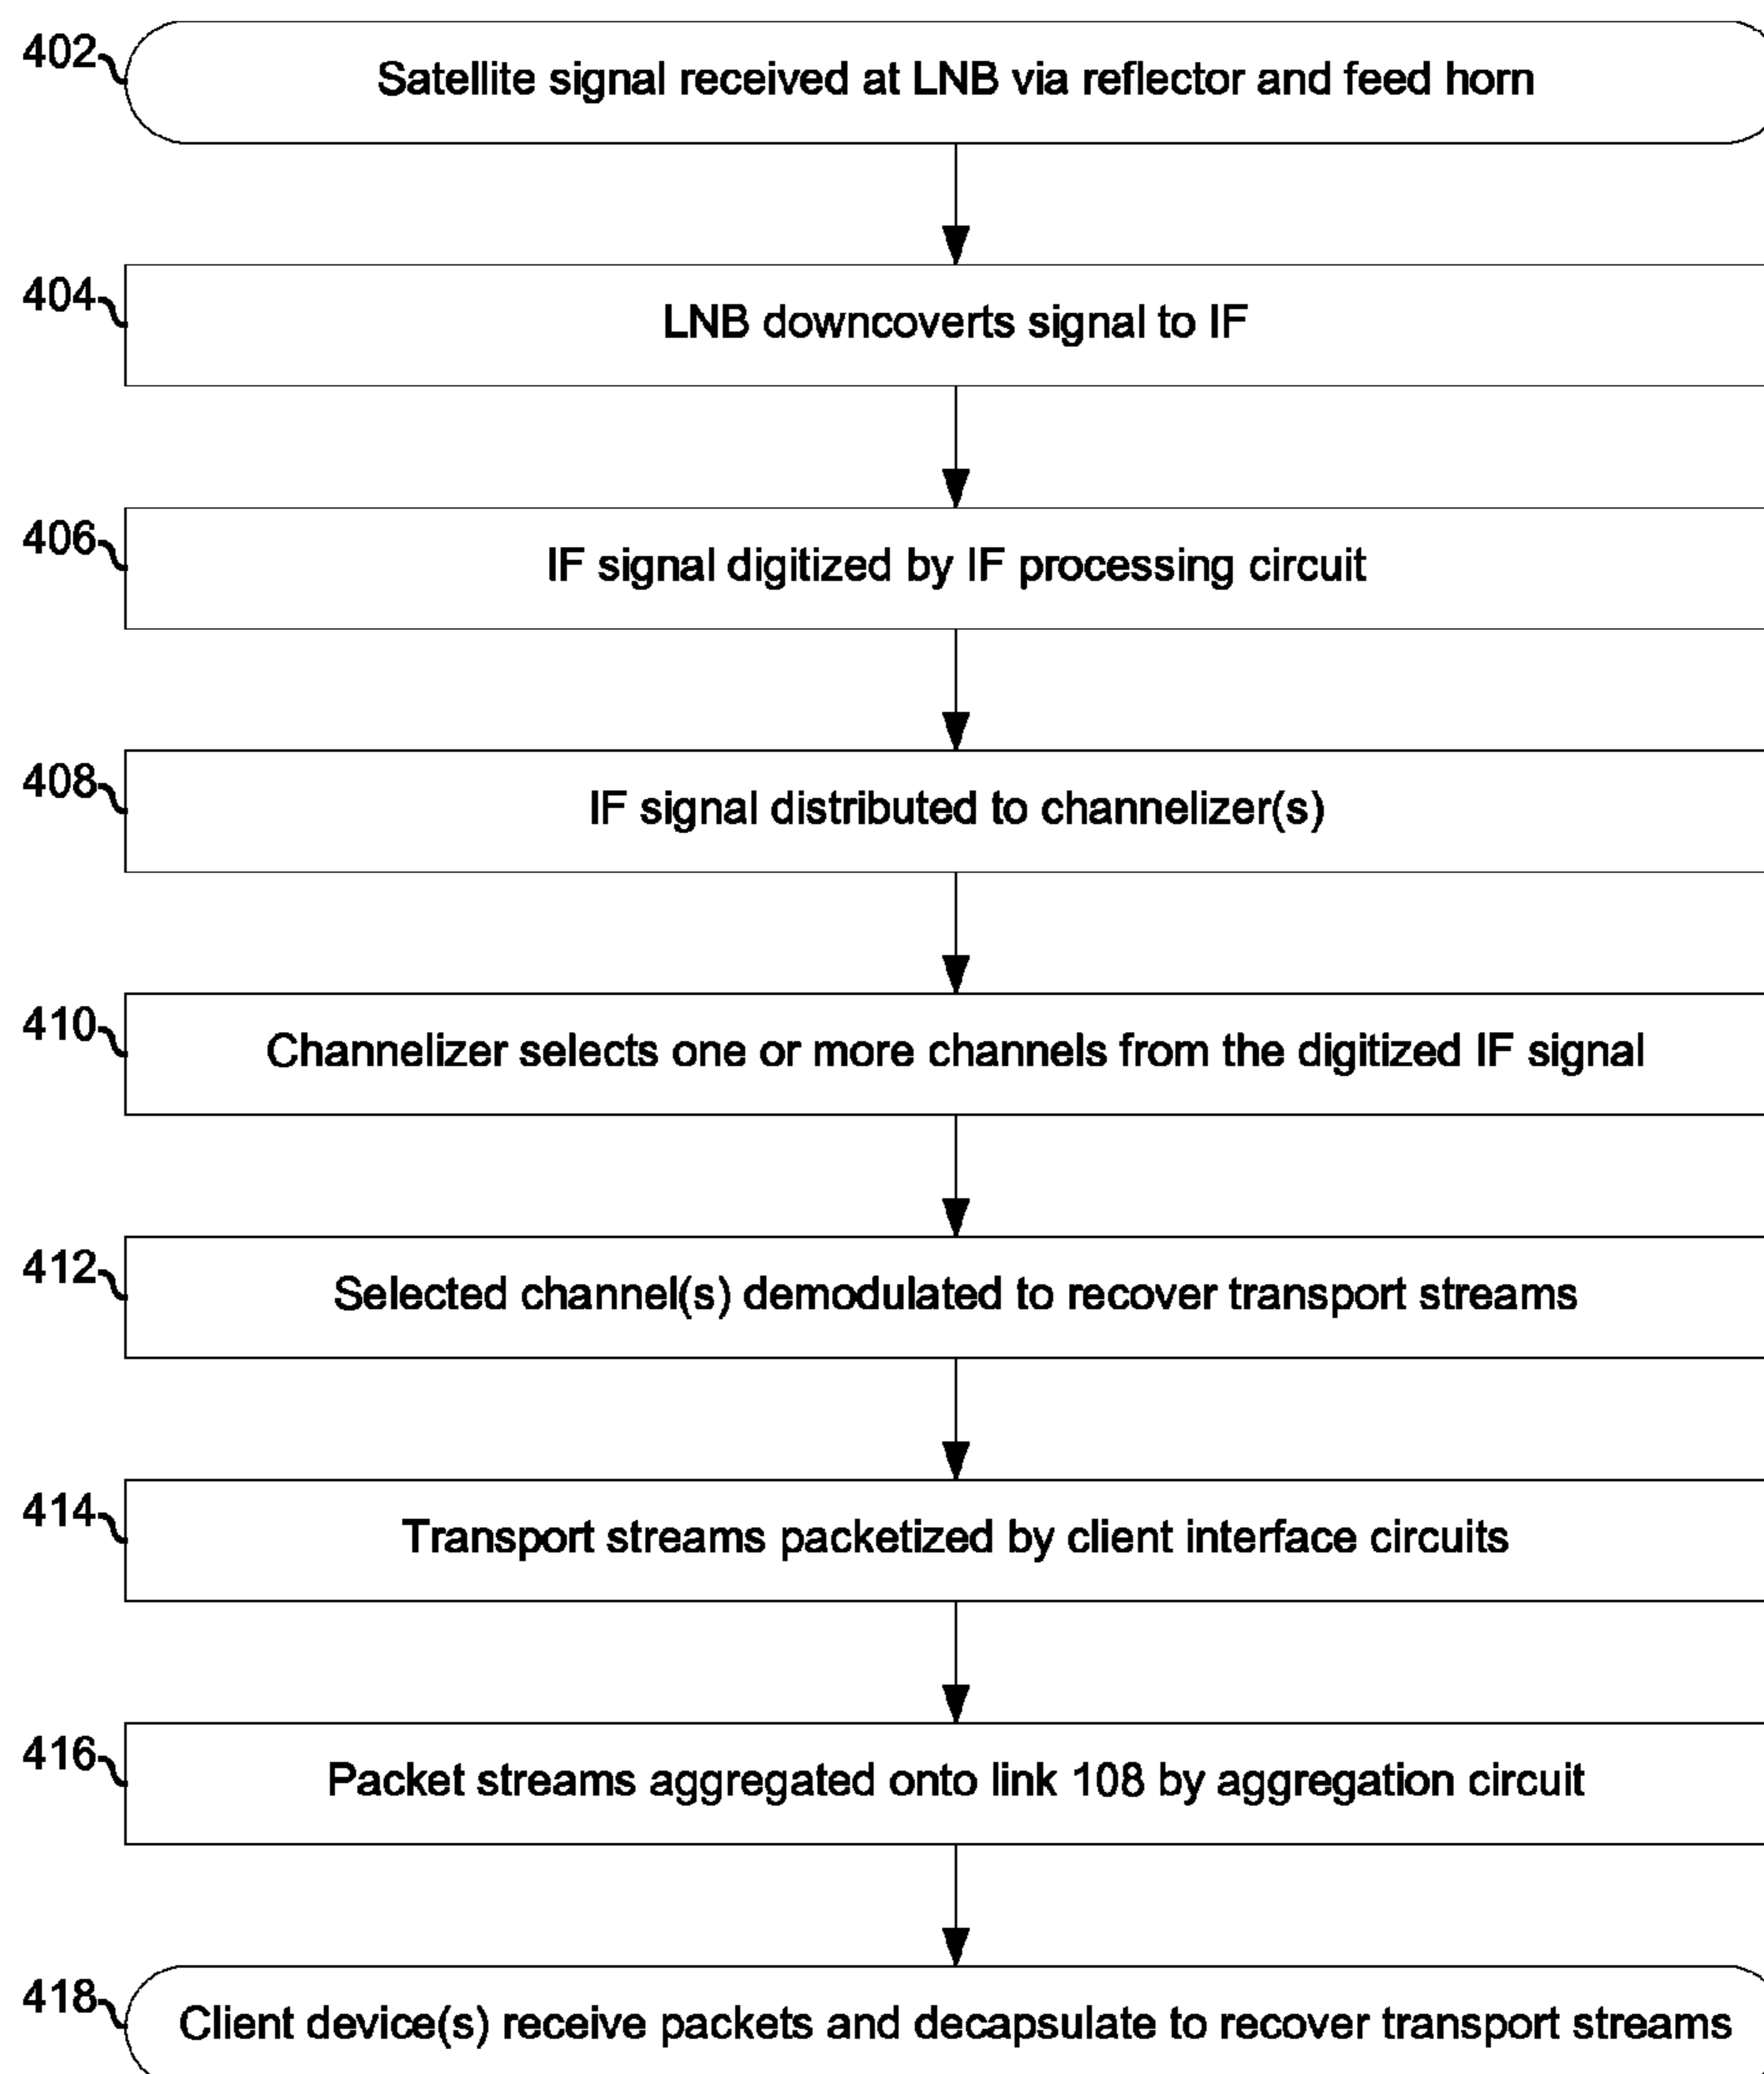 402 Satellite signal received at LNB via reflector and feed horn
404 LNB downcoverts signal to IF
406 IF signal digitized by IF processing circuit
408 IF signal distributed to channelizer(s)
410 Channelizer selects one or more channels from the digitized IF signal
412 Selected channel(s) demodulated to recover transport streams
414 Transport streams packetized by client interface circuits
416 Packet streams aggregated onto link 108 by aggregation circuit
418 Client device(s) receive packets and decapsulate to recover transport streams